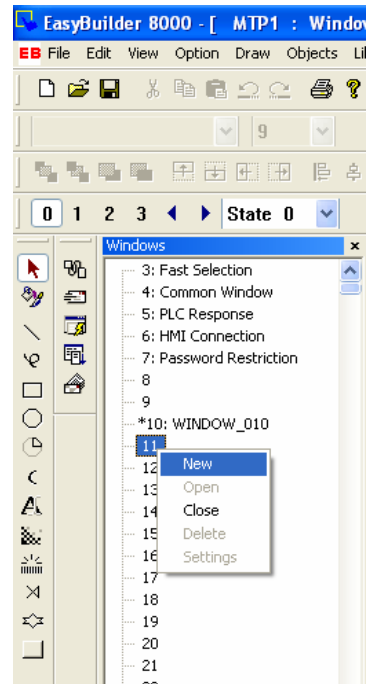 EasyBuilder 8000 - [ MTP1 : Window
EB File Edit View Option Draw Objects Li
9
0 1 2 3 State 0
Windows
3: Fast Selection
4: Common Window
5: PLC Response
6: HMI Connection
7: Password Restriction
8
9
*10: WINDOW_010
11
New
12
Open
13
Close
14
Delete
15
Settings
16
17
18
19
20
21